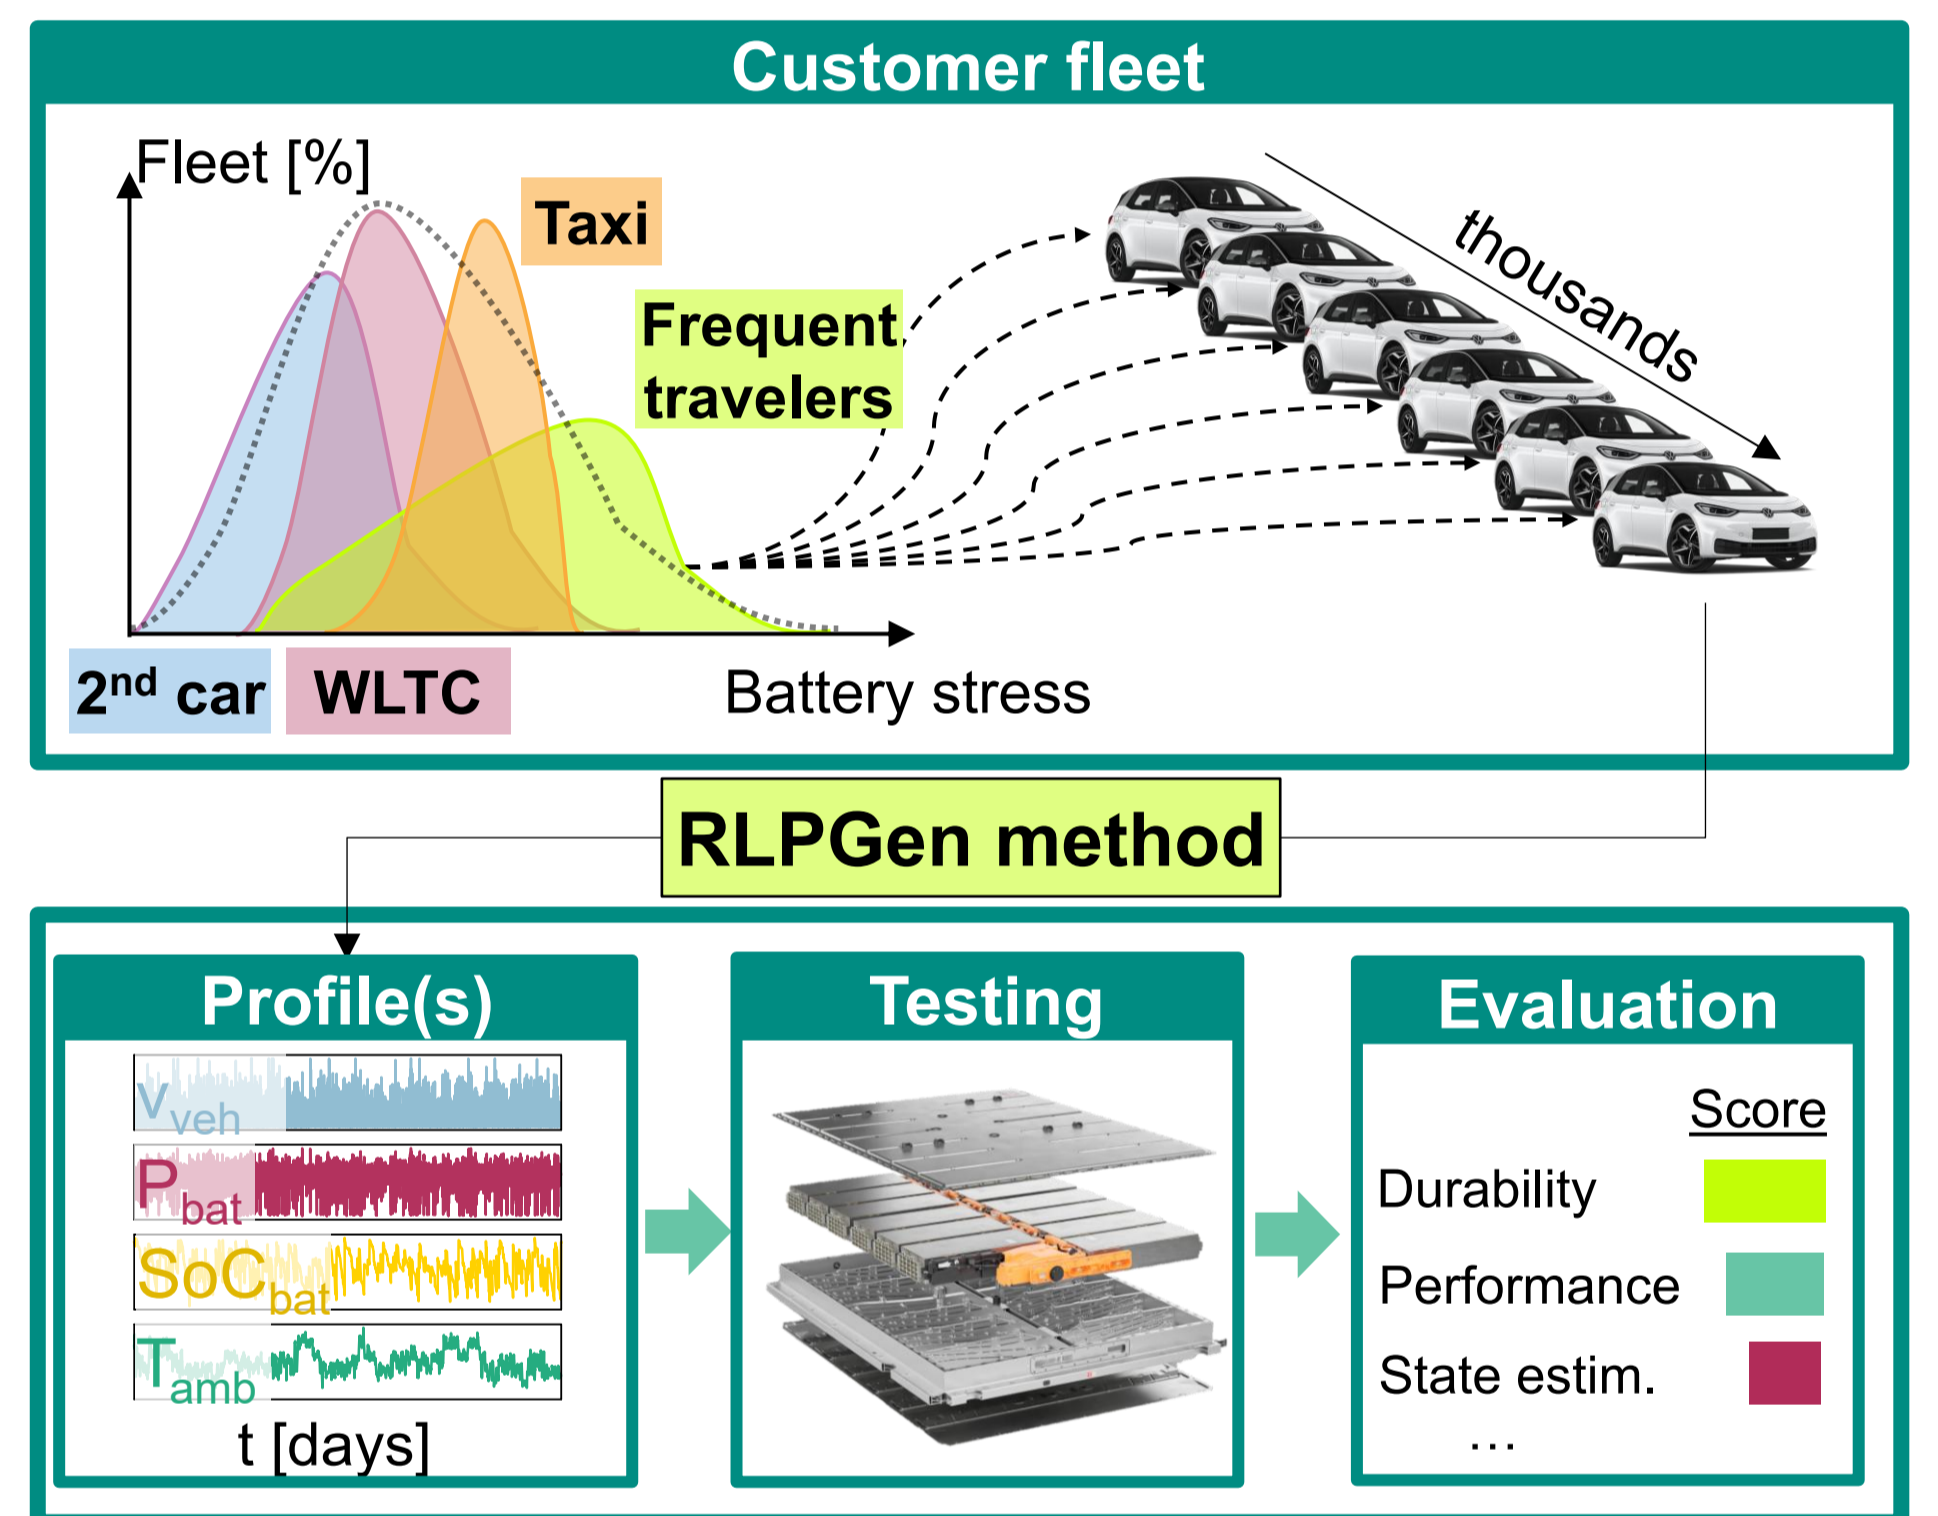 Customer fleet
Fleet [%]
Taxi
Frequent
travelers
thousands
2nd car
WLTC
Battery stress
RLPGen method
Profile(s)
Testing
Evaluation
vveh
Pbat
SoCbat
Tamb
t [days]
Score
Durability
Performance
State estim.
...